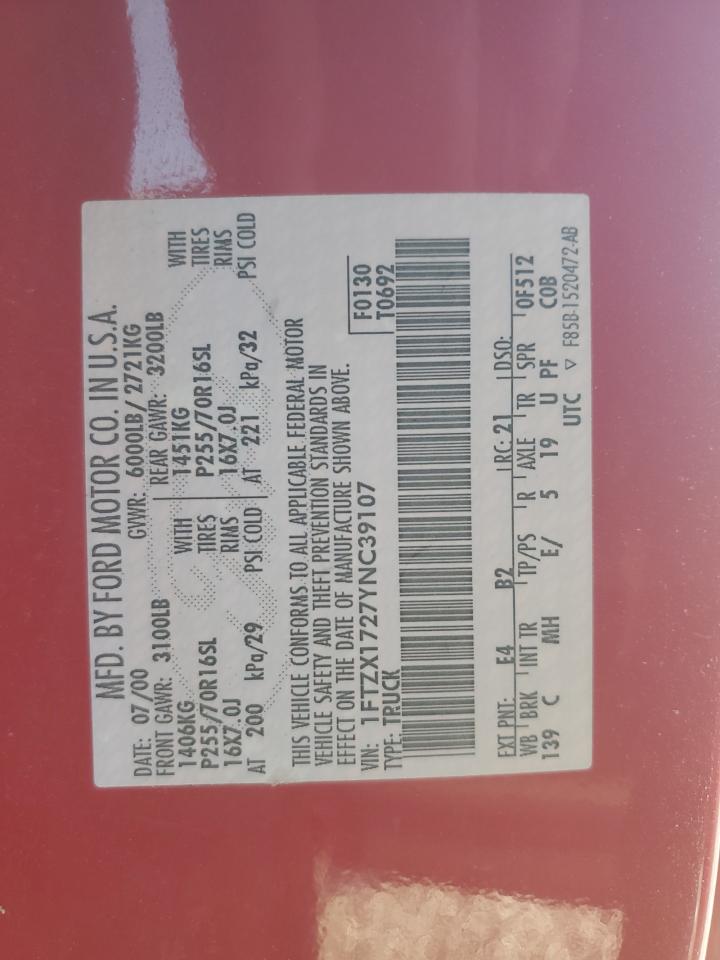 MFD. BY FORD MOTOR CO. IN U.S.A.
DATE: 07/00 GVWR: 6000LB/ 2721KG
FRONT GAWR: 3100LB REAR GAWR: 3200LB
1406KG WITH 1451KG WITH
P255/70R16SL TIRES P255/70R16SL TIRES
16X7.0J RIMS 16X7.0J RIMS
AT 200 kPa/29 PSI COLD AT 221 kPa/32 PSI COLD
THIS VEHICLE CONFORMS TO ALL APPLICABLE FEDERAL MOTOR
VEHICLE SAFETY AND THEFT PREVENTION STANDARDS IN
EFFECT ON THE DATE OF MANUFACTURE SHOWN ABOVE.
VIN: 1FTZX1727YNC39107 F0130
TYPE: TRUCK T0692
EXT PNT: E4 B2 RC: 21 DSO:
WB BRK INT TR TP/PS R AXLE TR SPR 0F512
139 C MH E/ 5 19 U PF COB
UTC ▽ F85B-1520472-AB